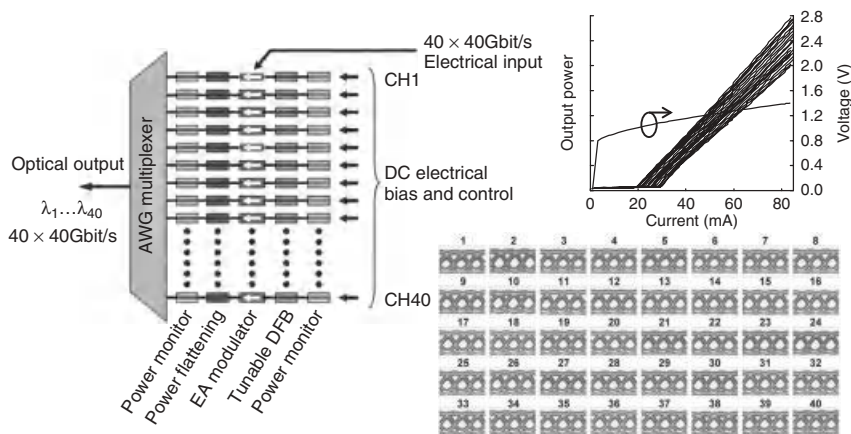 40 × 40Gbit/s
Electrical input
CH1
AWG multiplexer
Optical output
λ1...λ40
40 × 40Gbit/s
DC electrical
bias and control
CH40
Power monitor
Power flattening
EA modulator
Tunable DFB
Power monitor
Output power
2.8
2.4
2.0
1.6
1.2
0.8
0.4
0.0
Voltage (V)
0 20 40 60 80
Current (mA)
1 2 3 4 5 6 7 8
9 10 11 12 13 14 15 16
17 18 19 20 21 22 23 24
25 26 27 28 29 30 31 32
33 34 35 36 37 38 39 40